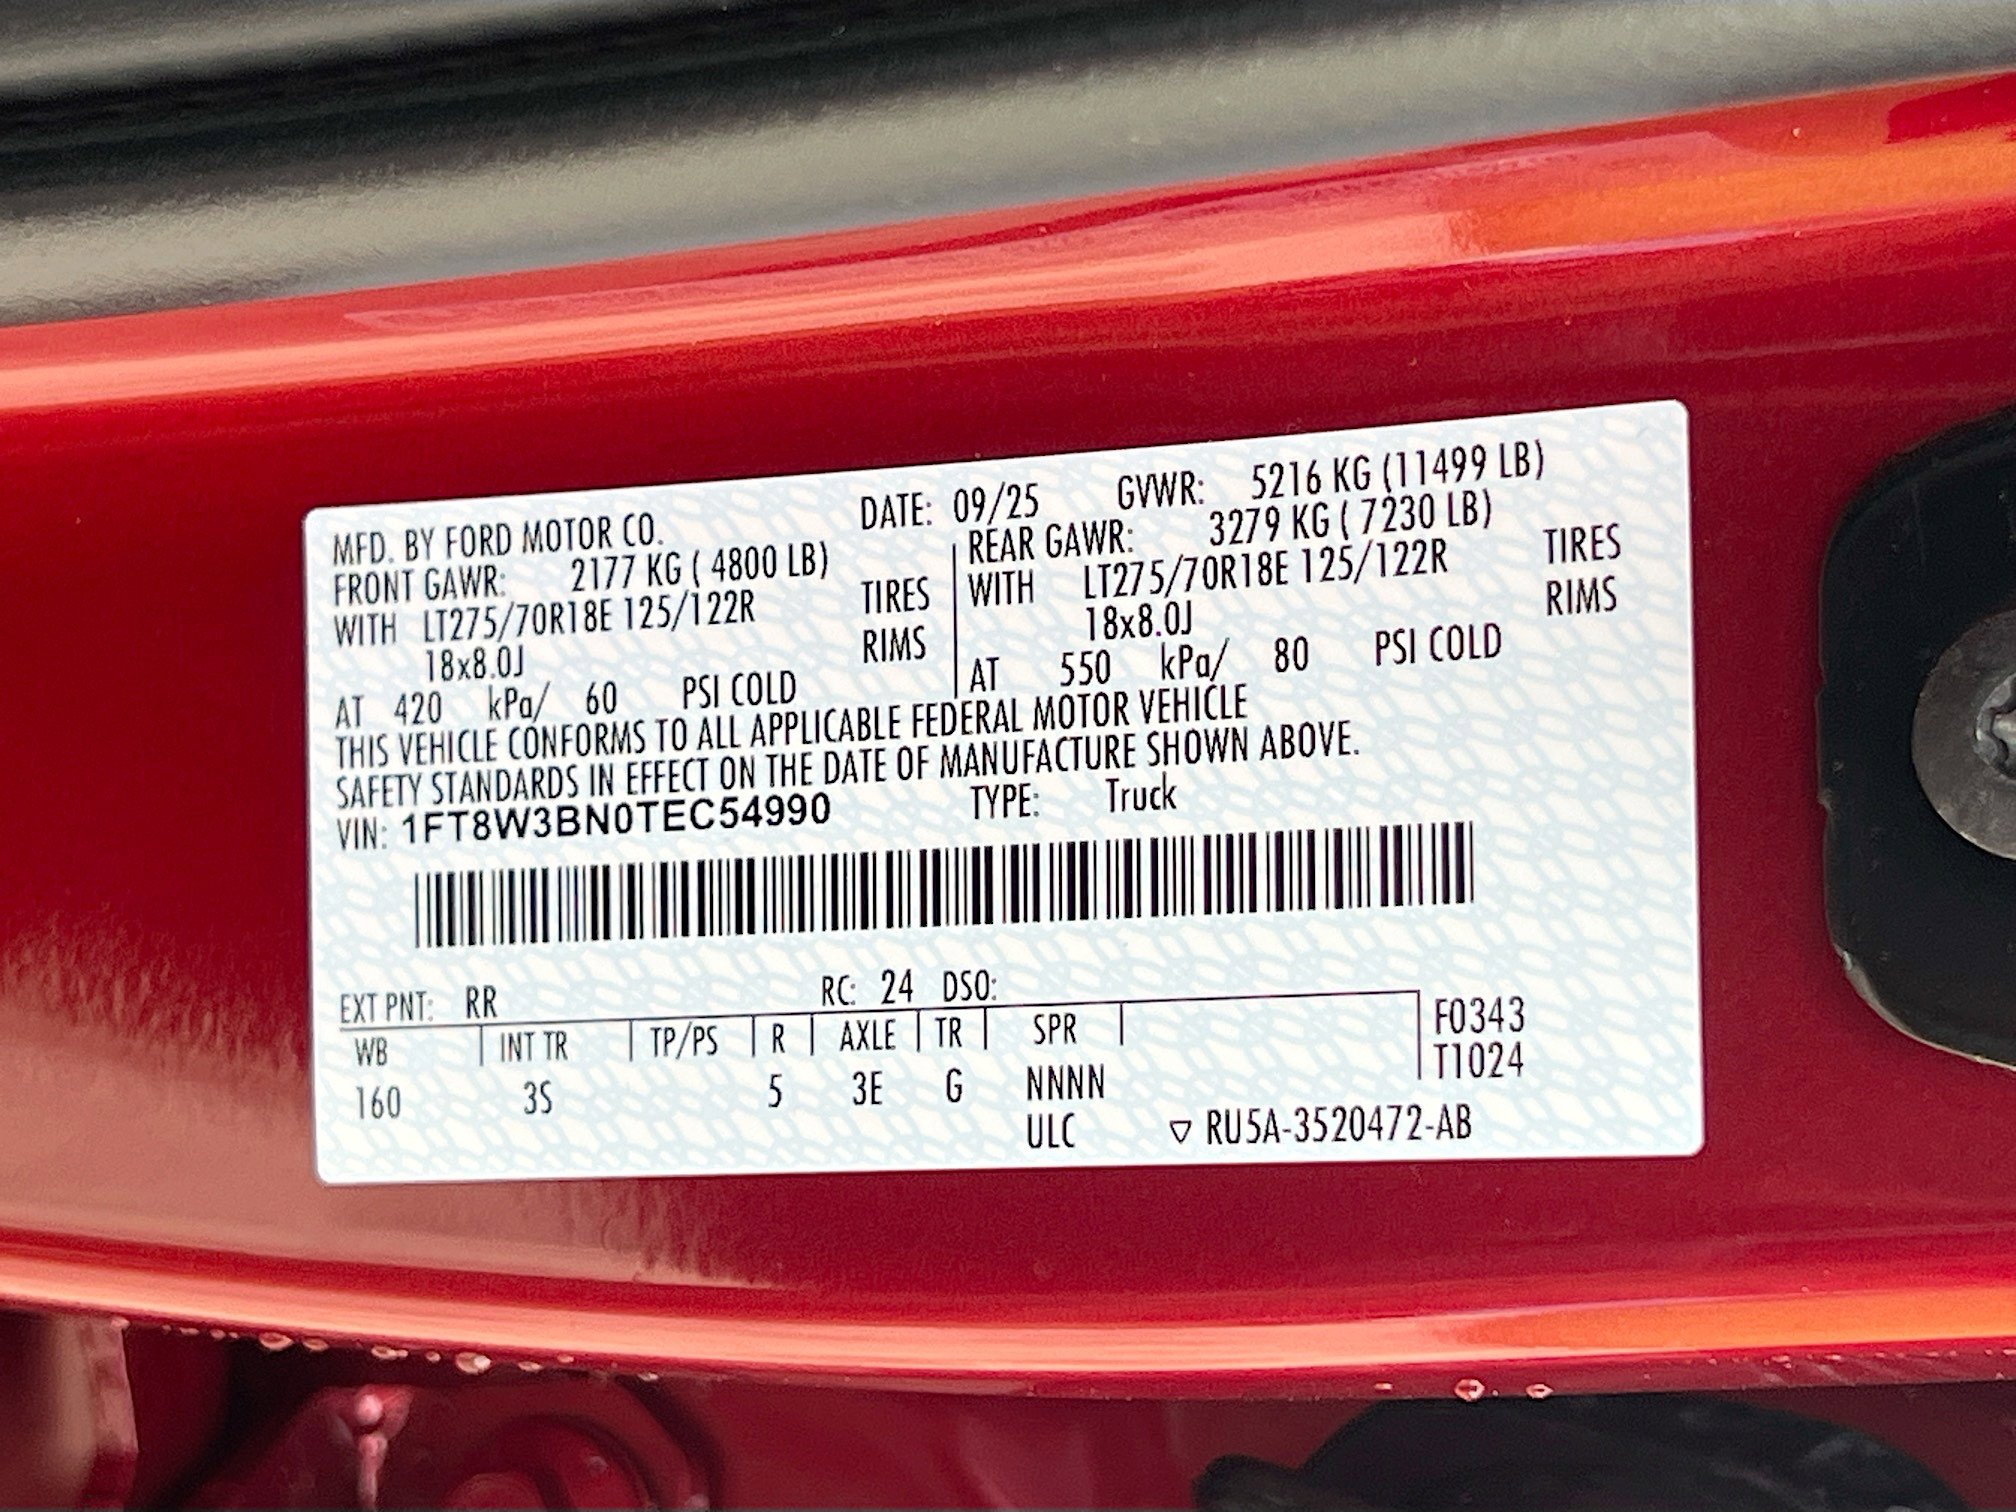 MFD. BY FORD MOTOR CO. DATE: 09/25 GVWR: 5216 KG (11499 LB)
FRONT GAWR: 2177 KG ( 4800 LB) REAR GAWR: 3279 KG ( 7230 LB)
WITH LT275/70R18E 125/122R TIRES WITH LT275/70R18E 125/122R TIRES
18x8.0J RIMS 18x8.0J RIMS
AT 420 kPa/ 60 PSI COLD AT 550 kPa/ 80 PSI COLD
THIS VEHICLE CONFORMS TO ALL APPLICABLE FEDERAL MOTOR VEHICLE
SAFETY STANDARDS IN EFFECT ON THE DATE OF MANUFACTURE SHOWN ABOVE.
VIN: 1FT8W3BN0TEC54990 TYPE: Truck
EXT PNT: RR RC: 24 DSO:
WB INT TR TP/PS R AXLE TR SPR F0343
T1024
160 3S 5 3E G NNNN
ULC ▽ RU5A-3520472-AB